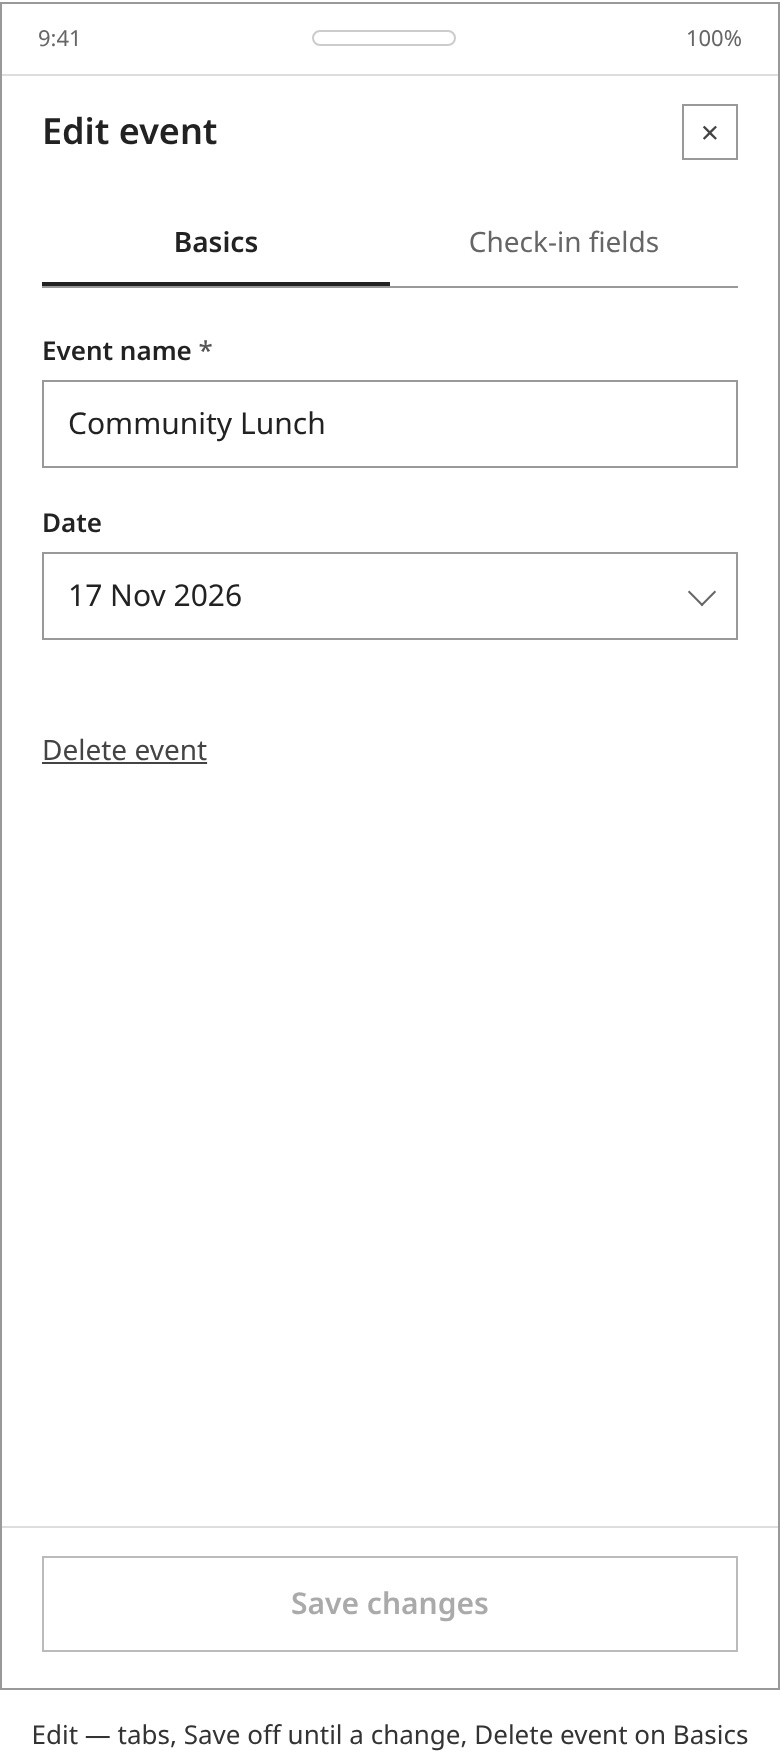 9:41 100%
Edit event ×
Basics Check-in fields
Event name *
Community Lunch
Date
17 Nov 2026
Delete event
Save changes
Edit — tabs, Save off until a change, Delete event on Basics